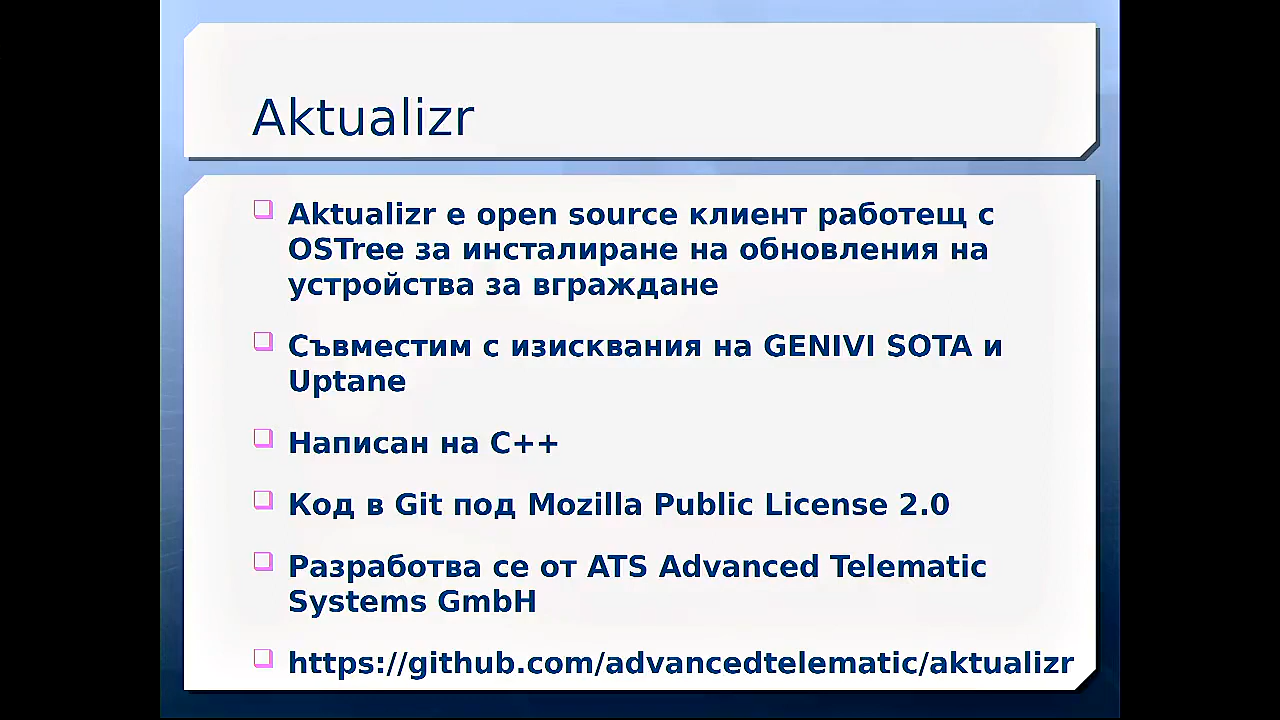 Aktualizr
Aktualizr е open source клиент работещ с
OSTree за инсталиране на обновления на
устройства за вграждане
Съвместим с изисквания на GENIVI SOTA и
Uptane
Написан на C++
Код в Git под Mozilla Public License 2.0
Разработва се от ATS Advanced Telematic
Systems GmbH
https://github.com/advancedtelematic/aktualizr